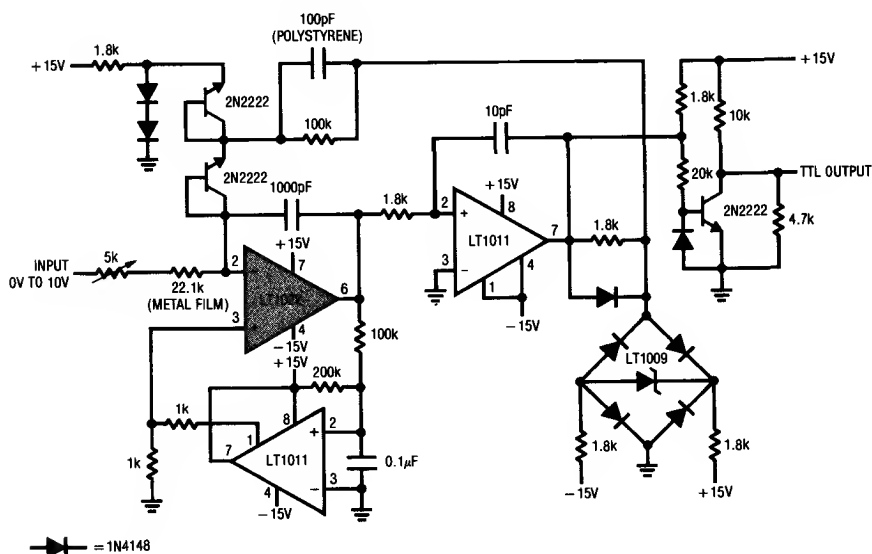 100pF
(POLYSTYRENE)
1.8k
+15V
2N2222
100k
2N2222
1000pF
10pF
1.8k
+15V
10k
20k
TTL OUTPUT
2N2222
4.7k
1.8k
2
+
+15V
8
LT1011
7
3
–
1
4
–15V
1.8k
INPUT
0V TO 10V
5k
22.1k
(METAL FILM)
2
–
+15V
7
6
3
+
4
–15V
+15V
100k
LT1009
1.8k
–15V
1.8k
+15V
200k
1k
1k
8
1
7
LT1011
+
2
–
3
4
–15V
0.1µF
= 1N4148